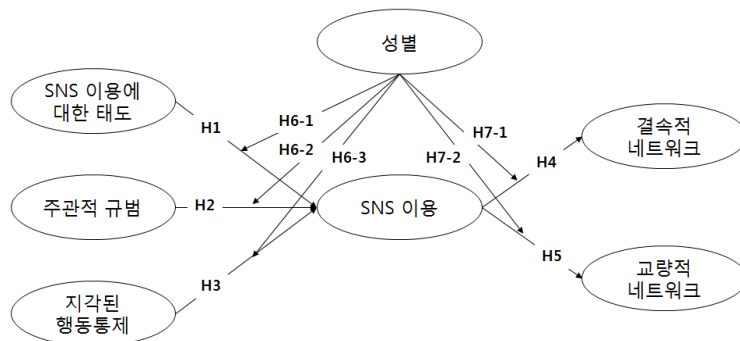 성별
SNS 이용에
대한 태도
H1
H6-1
H6-2
H6-3
H7-1
H7-2
H4
결속적
네트워크
주관적 규범
H2
SNS 이용
H3
H5
지각된
행동통제
교량적
네트워크